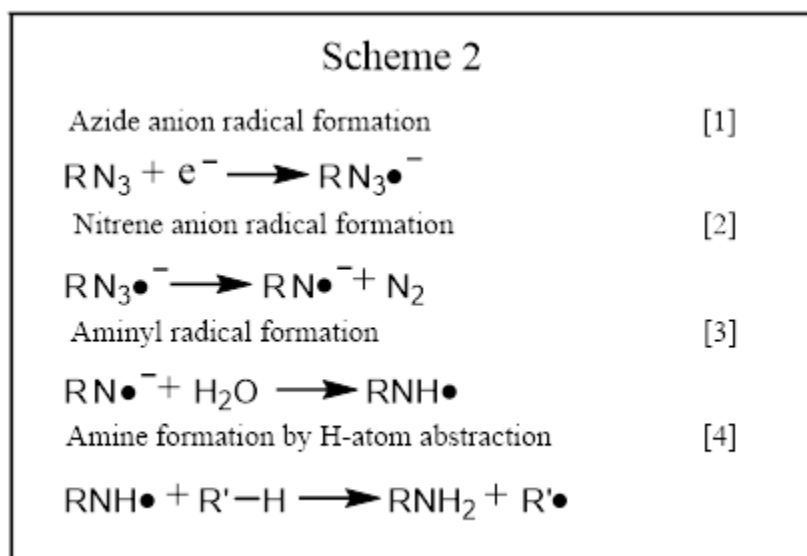 Scheme 2
Azide anion radical formation [1]
RN₃ + e⁻ ⟶ RN₃•⁻
Nitrene anion radical formation [2]
RN₃•⁻ ⟶ RN•⁻ + N₂
Aminyl radical formation [3]
RN•⁻ + H₂O ⟶ RNH•
Amine formation by H-atom abstraction [4]
RNH• + R'–H ⟶ RNH₂ + R'•